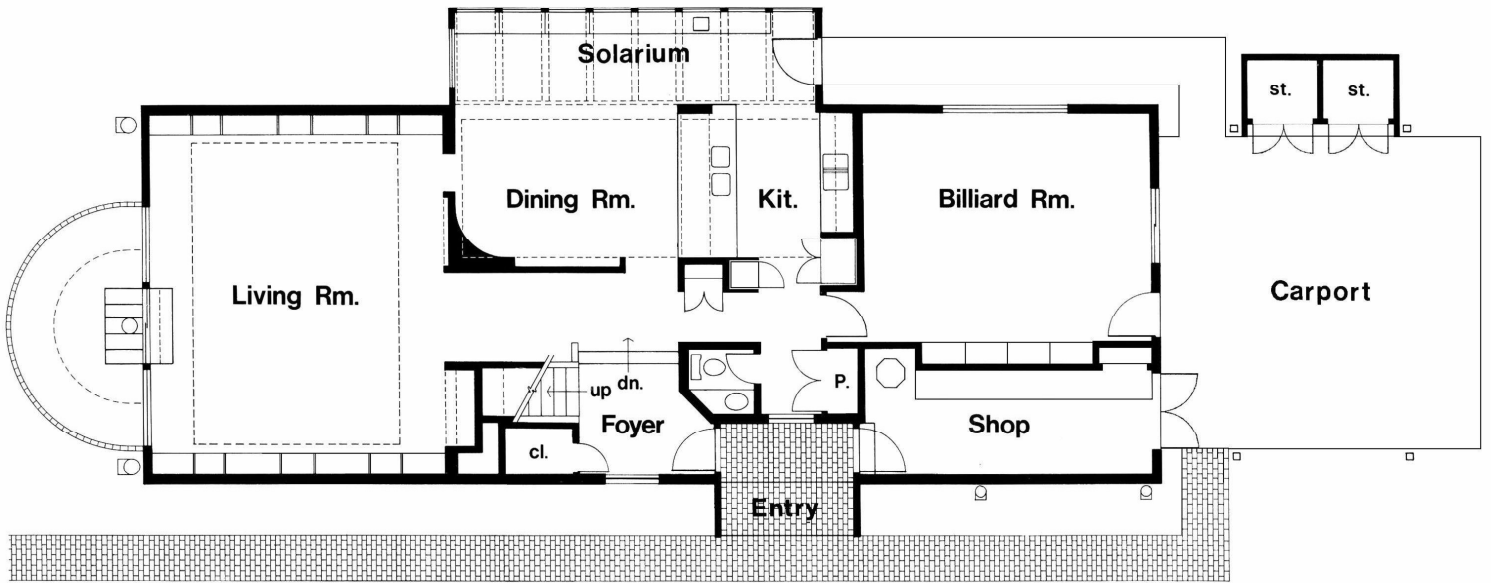 Solarium
st.
st.
Dining Rm.
Kit.
Billiard Rm.
Living Rm.
Carport
up
dn.
P.
Foyer
Shop
cl.
Entry